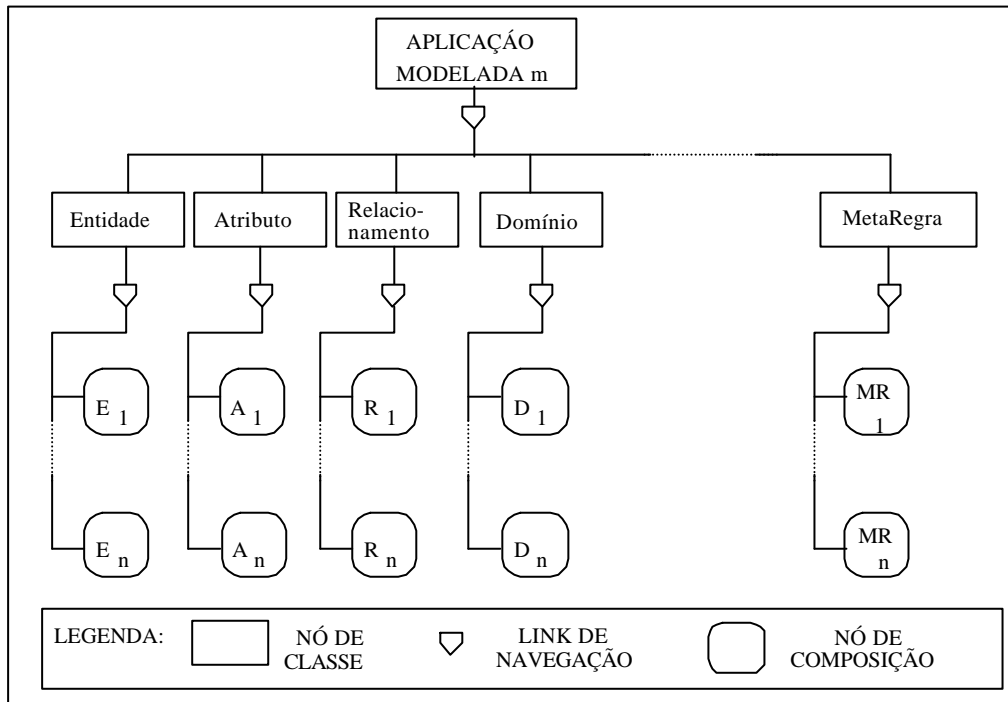 APLICAÇÁO
MODELADA m
Entidade
Atributo
Relacio-
namento
Domínio
MetaRegra
E 1
A 1
R 1
D 1
MR
1
E n
A n
R n
D n
MR
n
LEGENDA:
NÓ DE
CLASSE
LINK DE
NAVEGAÇÃO
NÓ DE
COMPOSIÇÃO